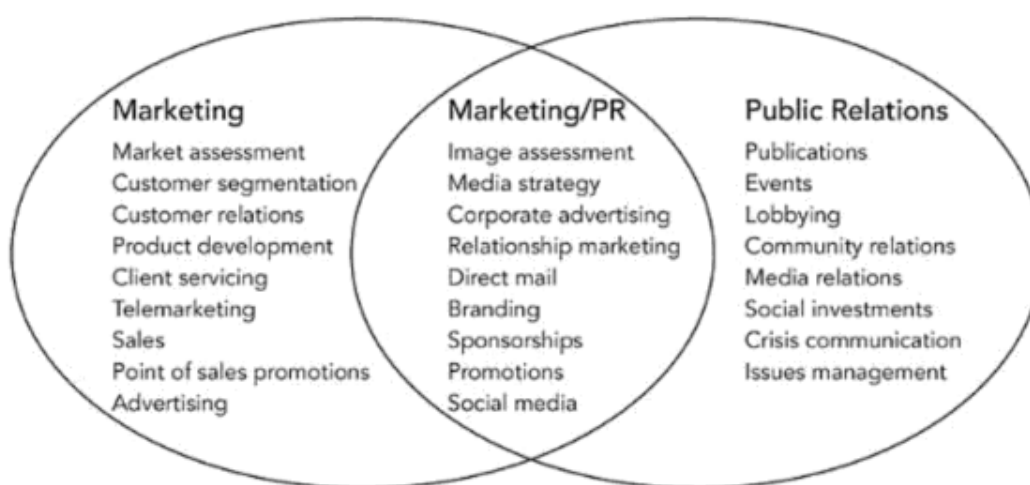 Marketing
Market assessment
Customer segmentation
Customer relations
Product development
Client servicing
Telemarketing
Sales
Point of sales promotions
Advertising
Marketing/PR
Image assessment
Media strategy
Corporate advertising
Relationship marketing
Direct mail
Branding
Sponsorships
Promotions
Social media
Public Relations
Publications
Events
Lobbying
Community relations
Media relations
Social investments
Crisis communication
Issues management